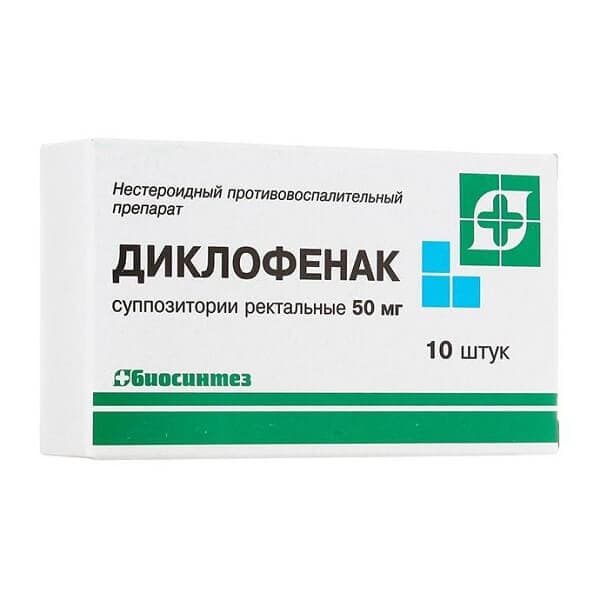 Нестероидный противовоспалительный
препарат
ДИКЛОФЕНАК
суппозитории ректальные 50 мг
10 штук
биосинтез